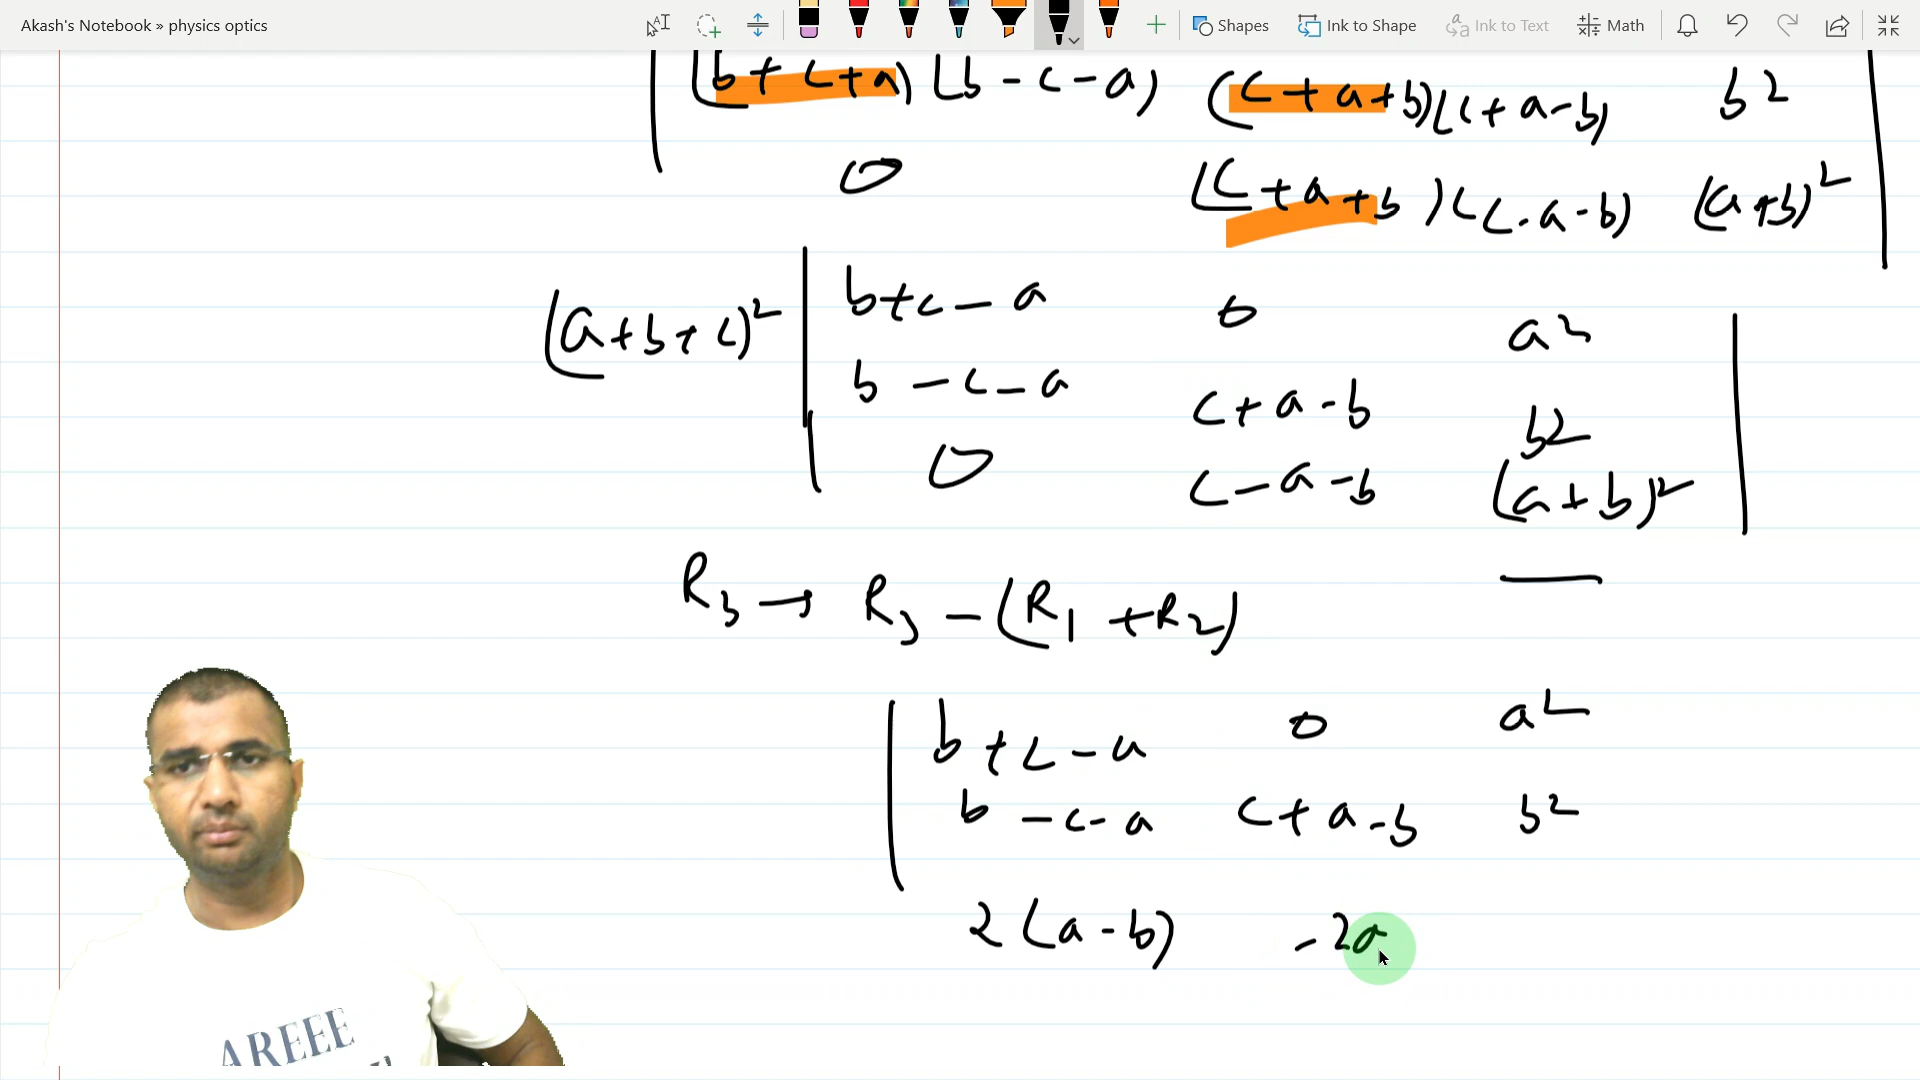 Akash's Notebook » physics optics
Shapes Ink to Shape Ink to Text Math
(b + c + a) (b - c - a) (c + a + b)(c + a - b) b²
0 (c + a + b)(c - a - b) (a + b)²
(a + b + c)² | b + c - a 0 a² |
b - c - a c + a - b b²
0 c - a - b (a + b)²
R₃ → R₃ - (R₁ + R₂)
| b + c - a 0 a²
b - c - a c + a - b b²
2 (a - b) - 2a
AREEE